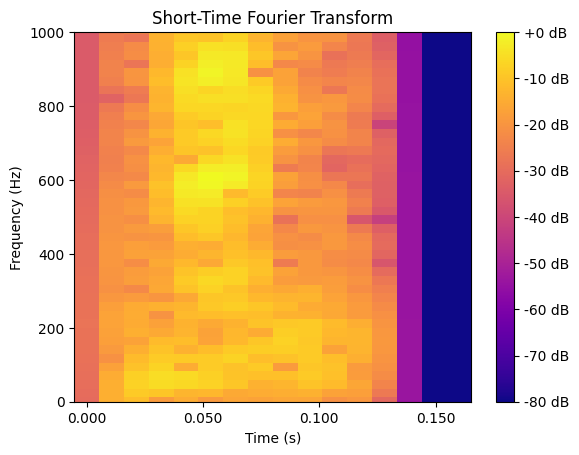 Short-Time Fourier Transform
1000
800
600
400
200
0
Frequency (Hz)
0.000
0.050
0.100
0.150
Time (s)
+0 dB
-10 dB
-20 dB
-30 dB
-40 dB
-50 dB
-60 dB
-70 dB
-80 dB